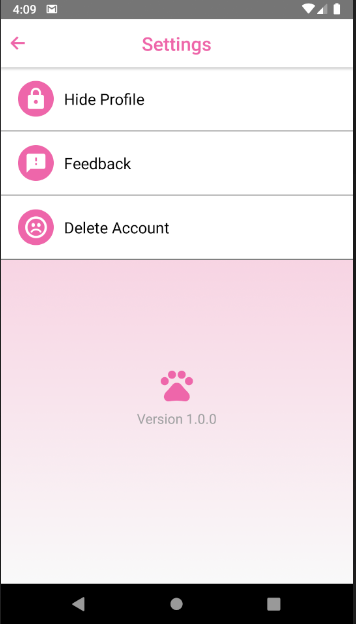 4:09
Settings
Hide Profile
Feedback
Delete Account
Version 1.0.0